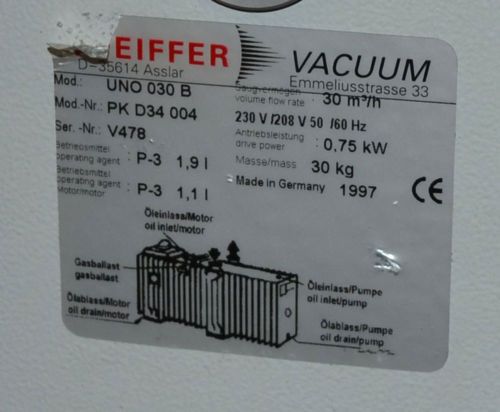 EIFFER VACUUM
D-35614 Asslar Emmeliusstrasse 33
Mod.: UNO 030 B
Saugvermögen
volume flow rate : 30 m³/h
Mod.-Nr.: PK D34 004
230 V/208 V 50 /60 Hz
Ser.-Nr.: V478
Antriebsleistung
drive power : 0,75 kW
Betriebsmittel
operating agent : P-3 1,9 l
Masse/mass : 30 kg
Betriebsmittel
operating agent : P-3 1,1 l
Motor/motor
Made in Germany 1997 CE
Öleinlass/Motor
oil inlet/motor
Gasballast
gasballast
Öleinlass/Pumpe
oil inlet/pump
Ölablass/Motor
oil drain/motor
Ölablass/Pumpe
oil drain/pump